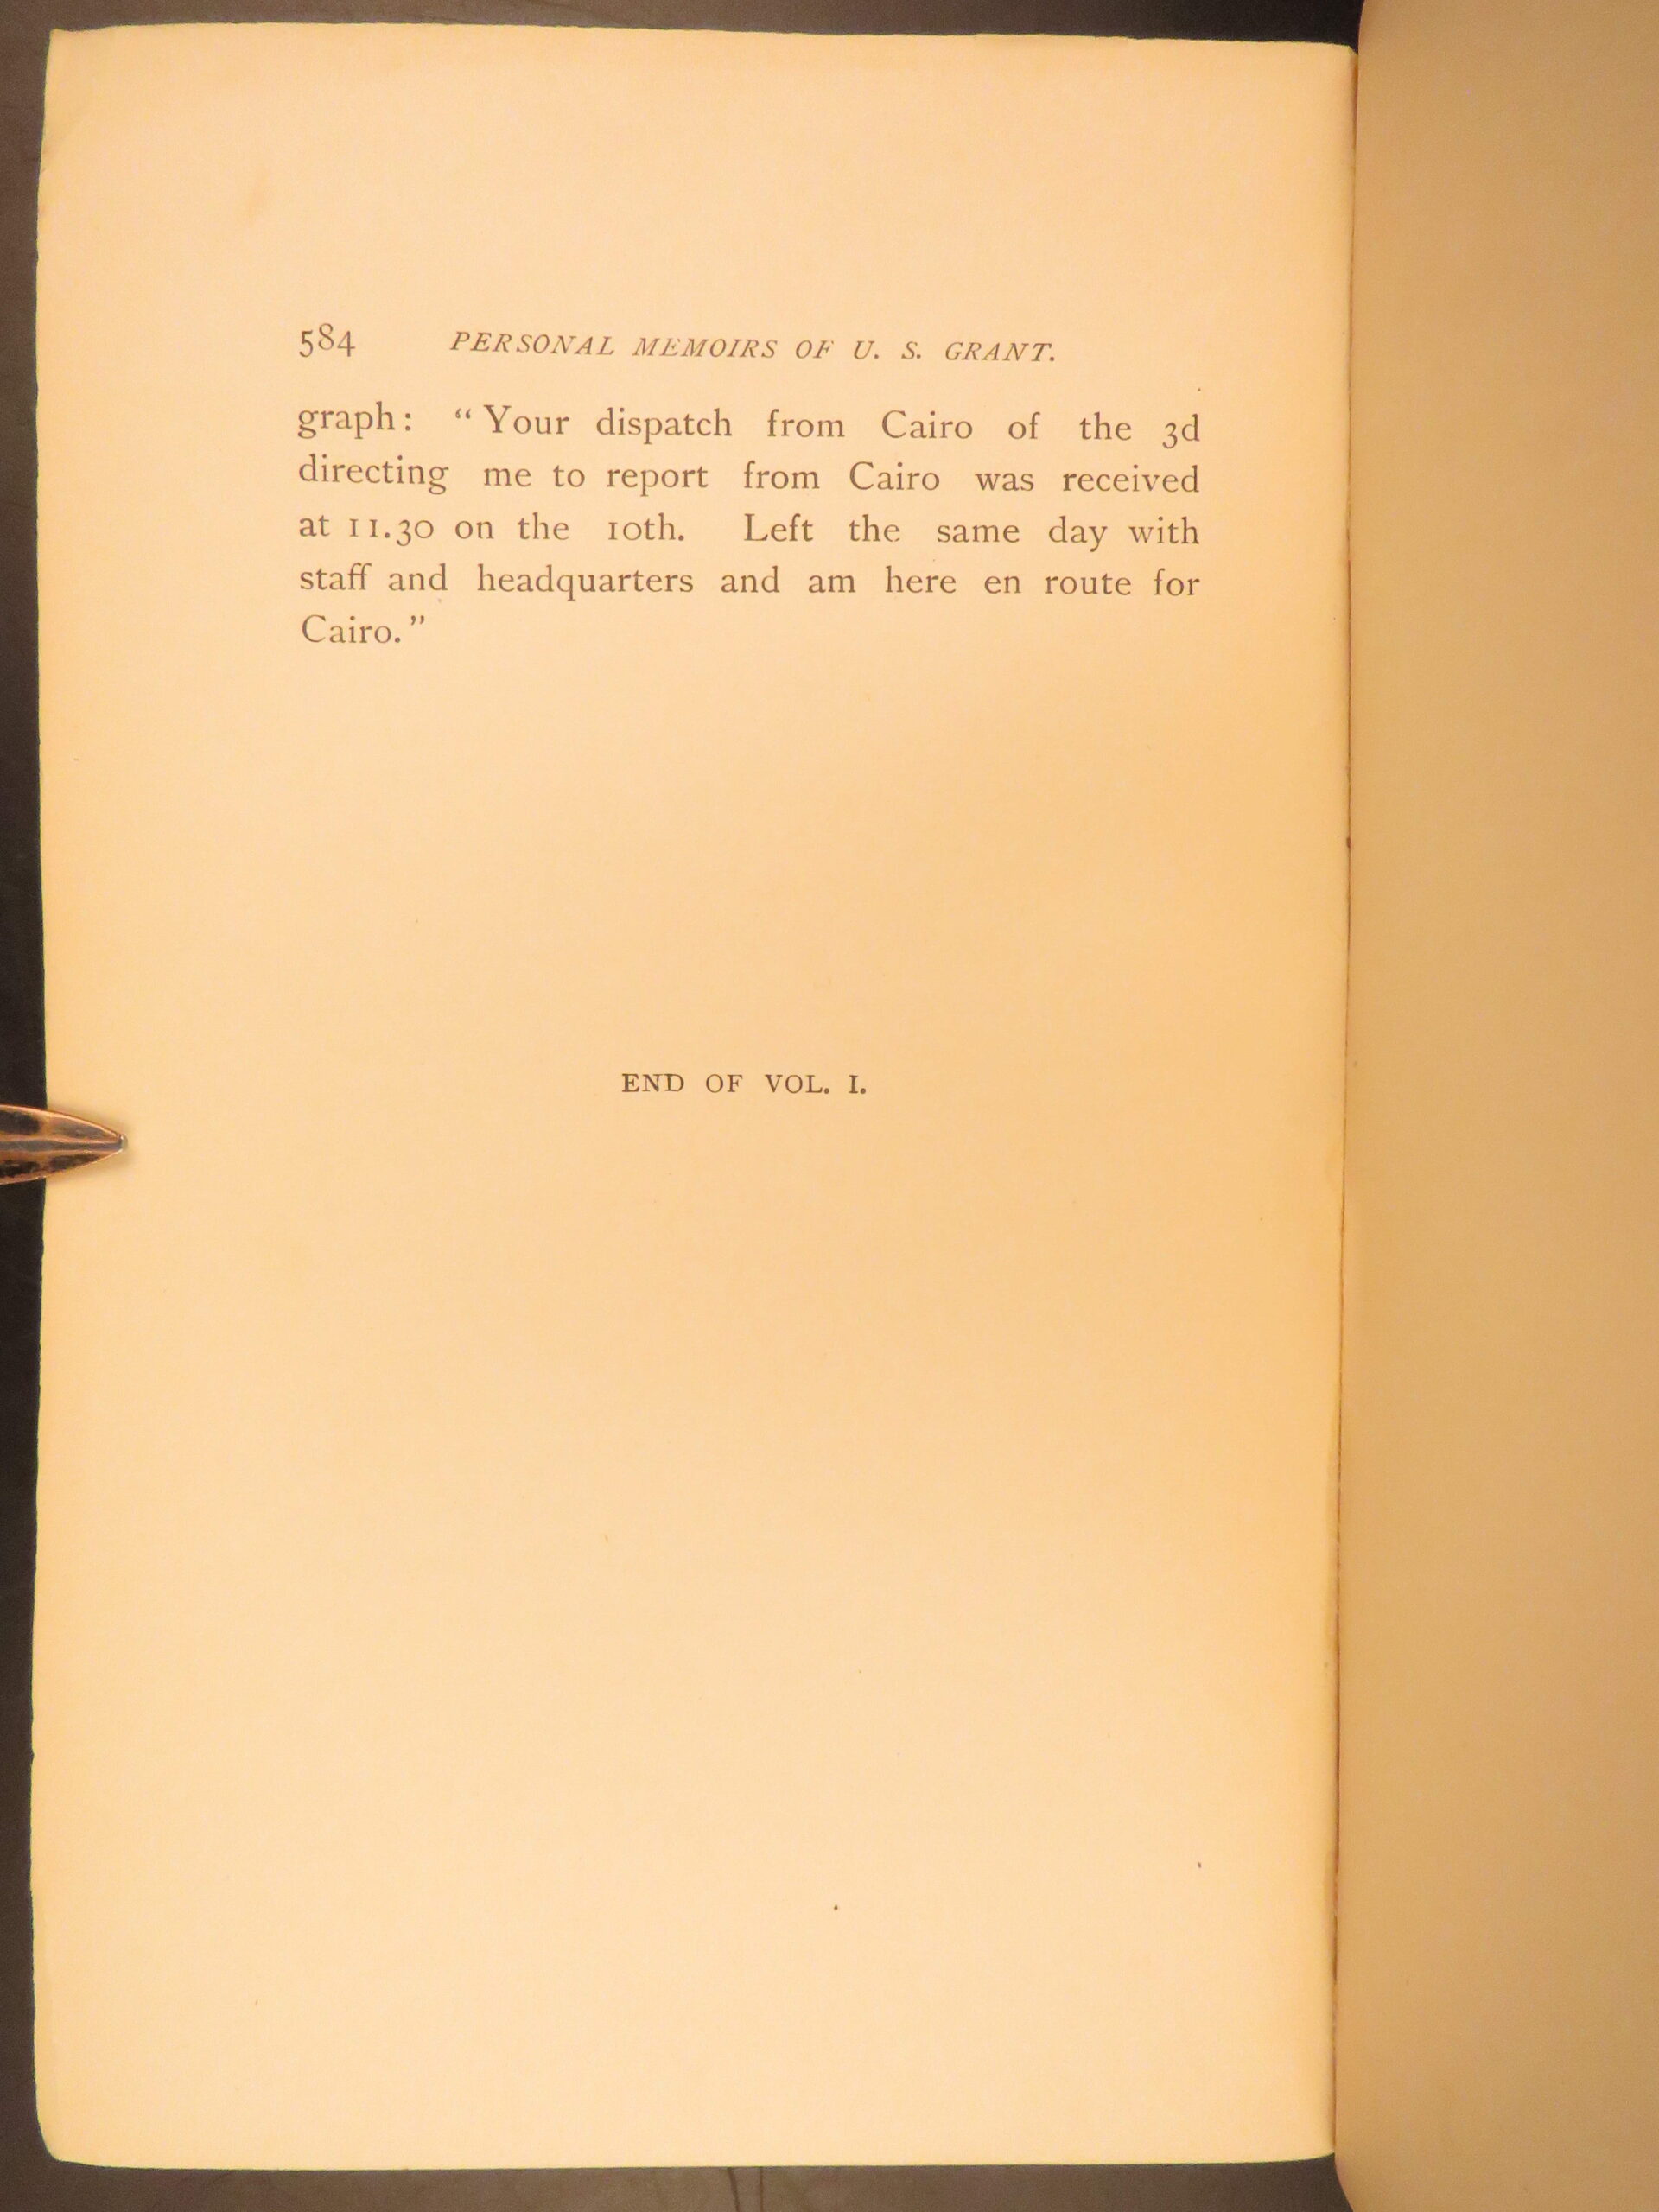 584 PERSONAL MEMOIRS OF U. S. GRANT.
graph: “Your dispatch from Cairo of the 3d
directing me to report from Cairo was received
at 11.30 on the 10th. Left the same day with
staff and headquarters and am here en route for
Cairo.”
END OF VOL. I.